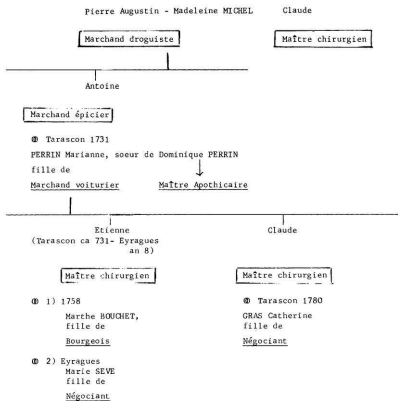 Pierre Augustin - Madeleine MICHEL Claude
Marchand droguiste Maître chirurgien
Antoine
Marchand épicier
⚭ Tarascon 1731
PERRIN Marianne, soeur de Dominique PERRIN
fille de
Marchand voiturier Maître Apothicaire
Etienne Claude
(Tarascon ca 731- Eyragues
an 8)
Maître chirurgien Maître chirurgien
⚭ 1) 1758 ⚭ Tarascon 1780
Marthe BOUCHET, GRAS Catherine
fille de fille de
Bourgeois Négociant
⚭ 2) Eyragues
Marie SEVE
fille de
Négociant